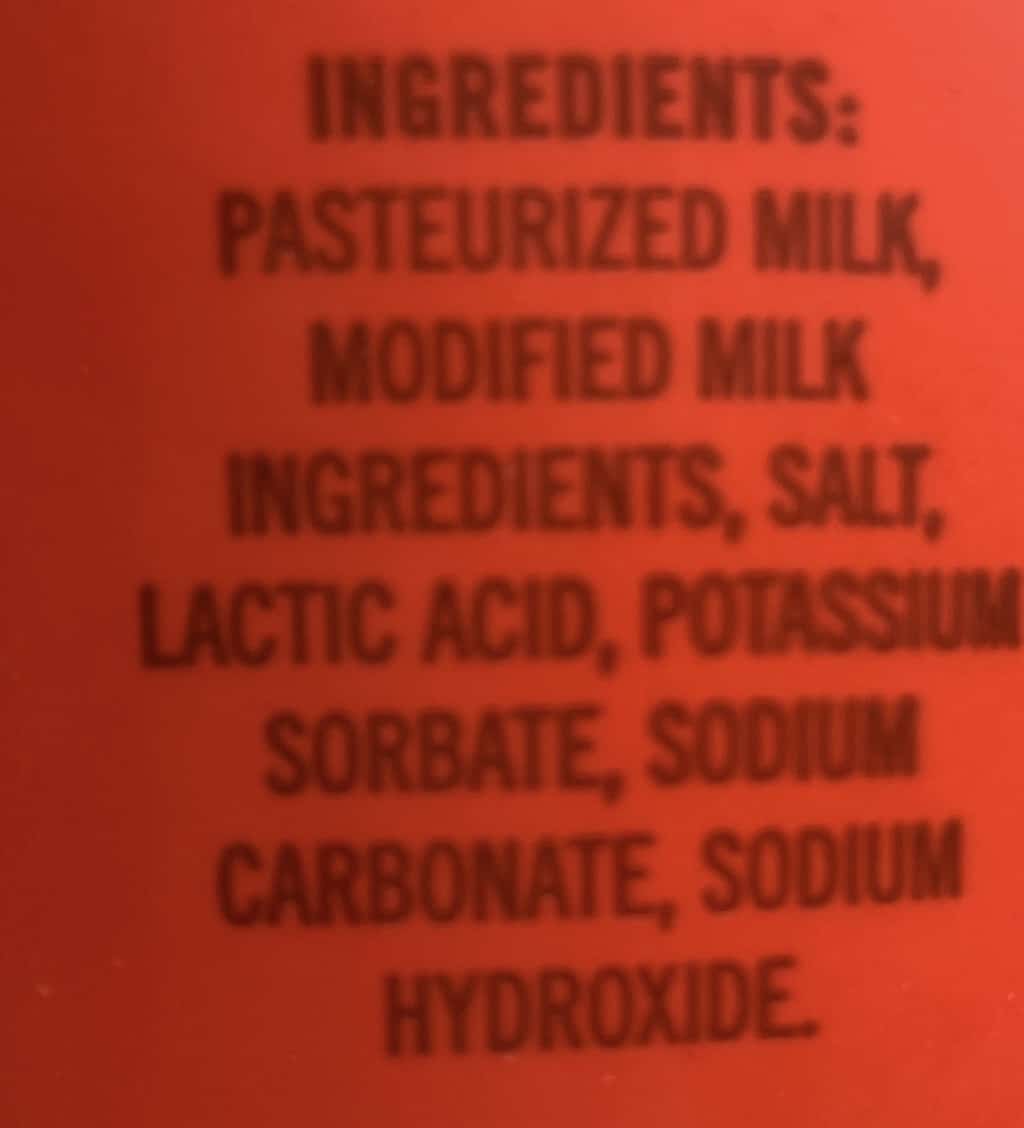 INGREDIENTS:
PASTEURIZED MILK,
MODIFIED MILK
INGREDIENTS, SALT,
LACTIC ACID, POTASSIUM
SORBATE, SODIUM
CARBONATE, SODIUM
HYDROXIDE.